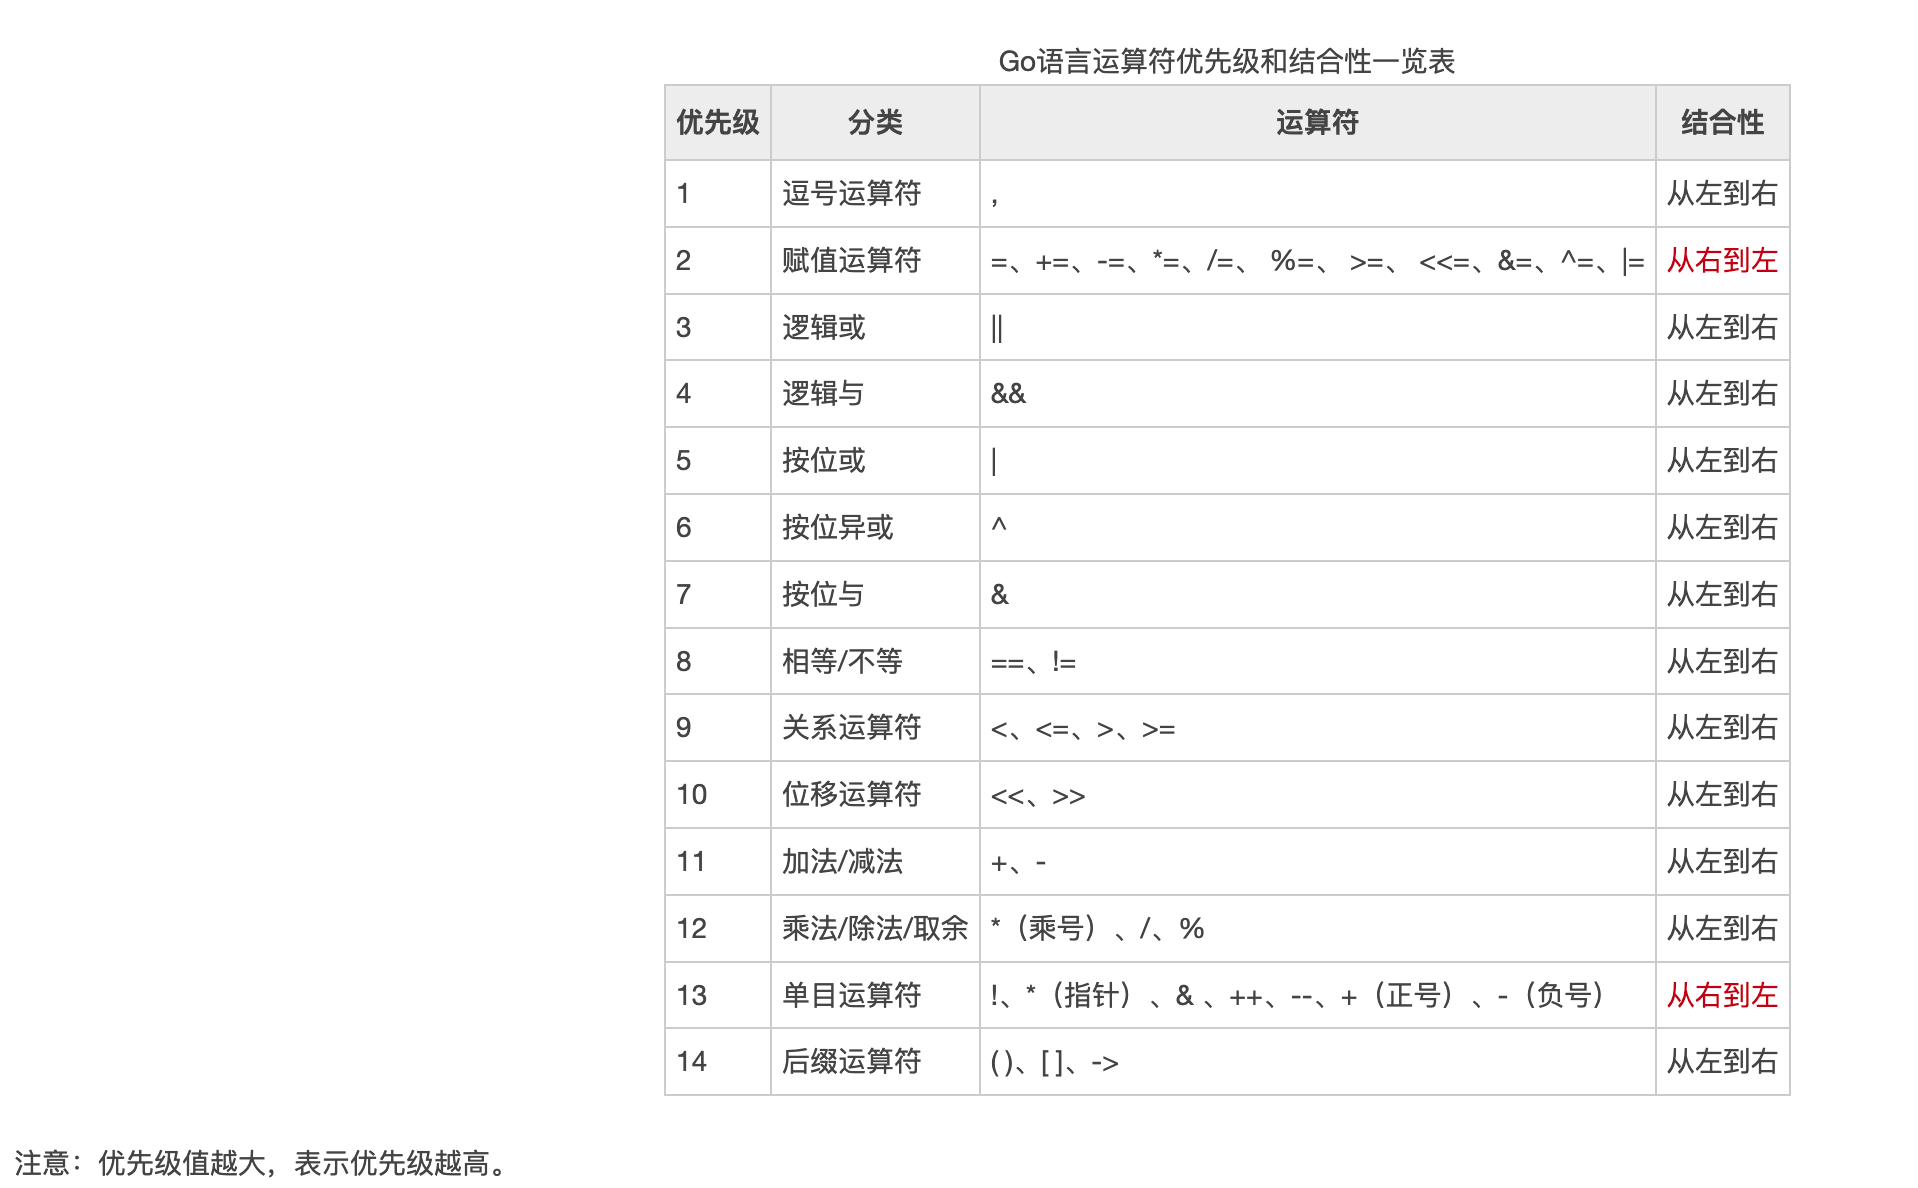 Go语言运算符优先级和结合性一览表
优先级 分类 运算符 结合性
1 逗号运算符 , 从左到右
2 赋值运算符 =、+=、-=、*=、/=、 %=、 >=、 <<=、&=、^=、|= 从右到左
3 逻辑或 || 从左到右
4 逻辑与 && 从左到右
5 按位或 | 从左到右
6 按位异或 ^ 从左到右
7 按位与 & 从左到右
8 相等/不等 ==、!= 从左到右
9 关系运算符 <、<=、>、>= 从左到右
10 位移运算符 <<、>> 从左到右
11 加法/减法 +、- 从左到右
12 乘法/除法/取余 *（乘号）、/、% 从左到右
13 单目运算符 !、*（指针）、& 、++、--、+（正号）、-（负号） 从右到左
14 后缀运算符 ( )、[ ]、-> 从左到右
注意：优先级值越大，表示优先级越高。